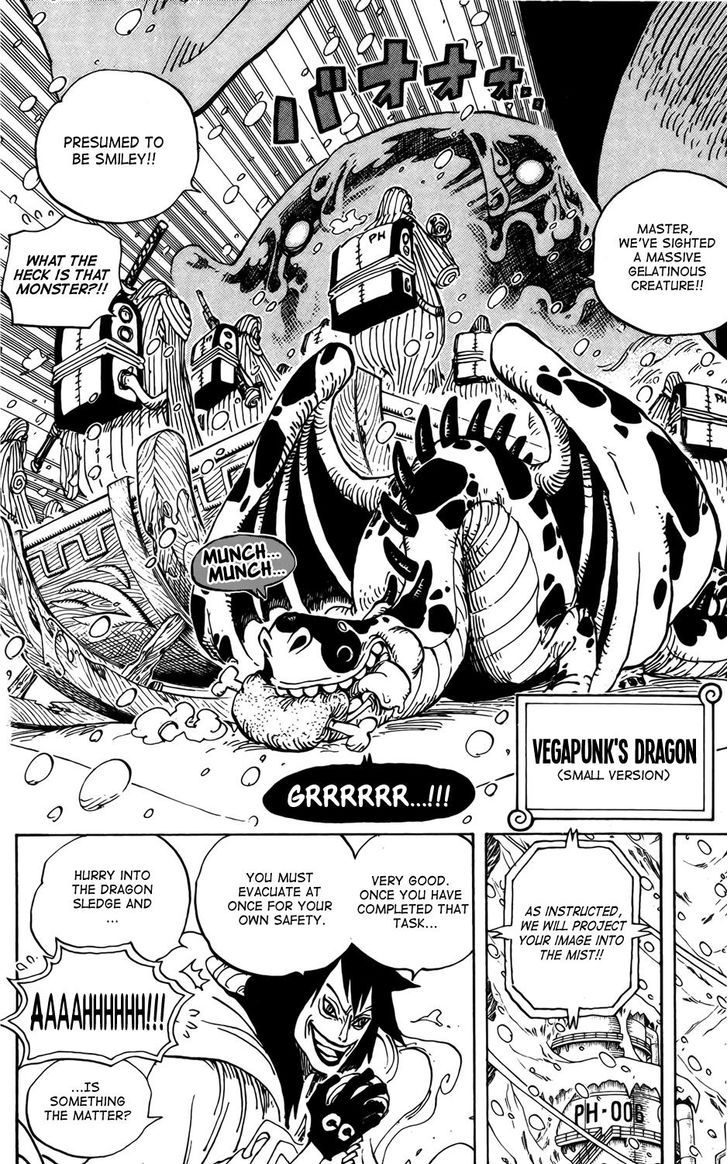 バオオオォォ...
MASTER,
WE'VE SIGHTED
A MASSIVE
GELATINOUS
CREATURE!!
PRESUMED TO
BE SMILEY!!
WHAT THE
HECK IS THAT
MONSTER?!!
PH
PH
MUNCH...
MUNCH...
VEGAPUNK'S DRAGON
(SMALL VERSION)
GRRRRRR...!!!
AS INSTRUCTED,
WE WILL PROJECT
YOUR IMAGE INTO
THE MIST!!
PH-006
VERY GOOD.
ONCE YOU HAVE
COMPLETED THAT
TASK...
YOU MUST
EVACUATE AT
ONCE FOR YOUR
OWN SAFETY.
HURRY INTO
THE DRAGON
SLEDGE AND
...
AAAAHHHHHH!!!
...IS
SOMETHING
THE MATTER?
CC